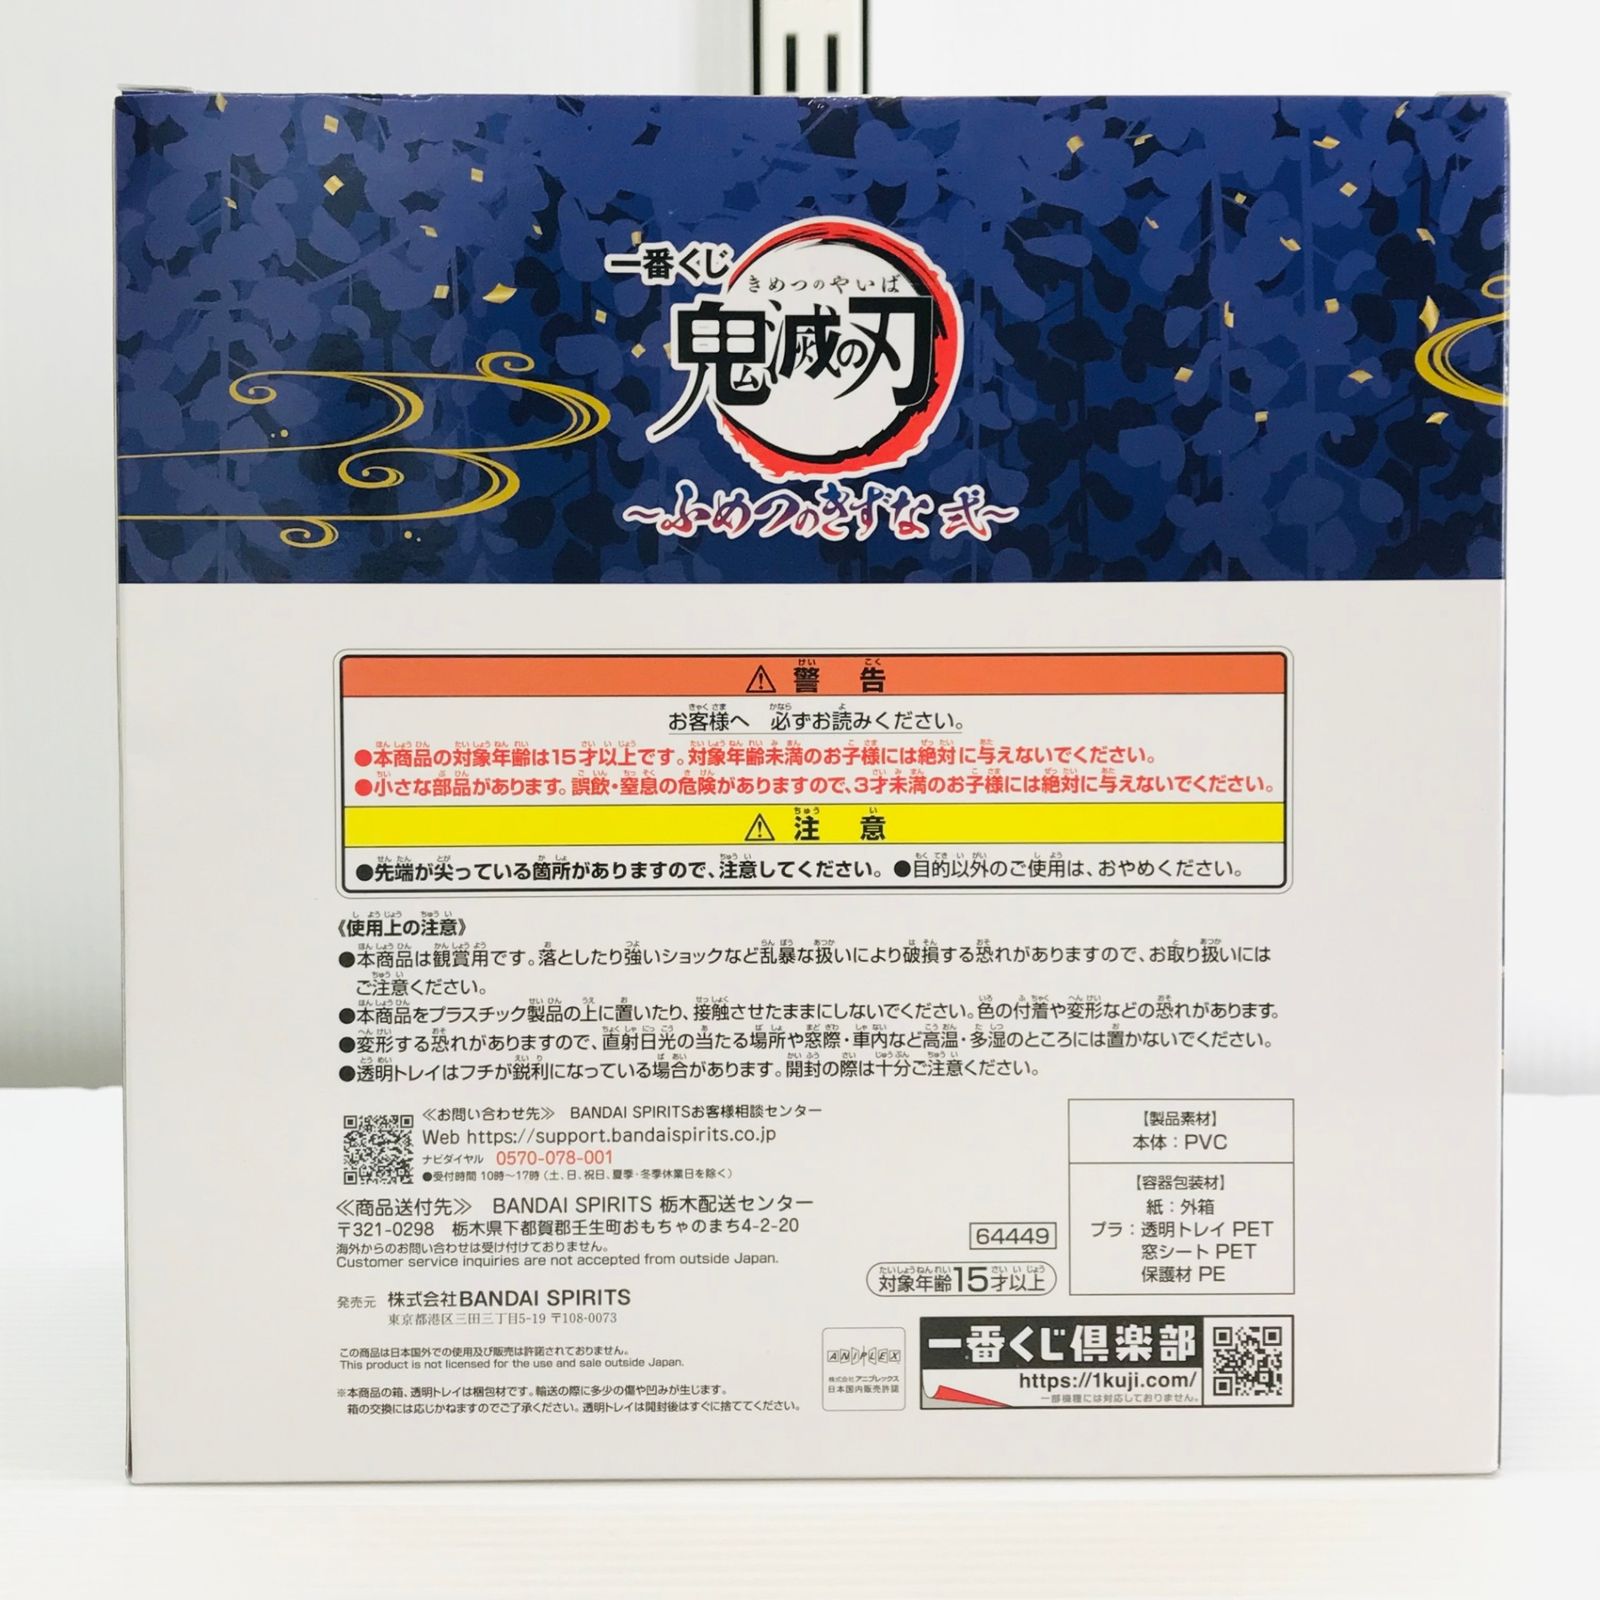 一番くじ
きめつのやいば
鬼滅の刃
～ふめつのきずな 弐～
⚠ 警告
お客様へ 必ずお読みください。
●本商品の対象年齢は15才以上です。対象年齢未満のお子様には絶対に与えないでください。
●小さな部品があります。誤飲・窒息の危険がありますので、3才未満のお子様には絶対に与えないでください。
⚠ 注意
●先端が尖っている箇所がありますので、注意してください。●目的以外のご使用は、おやめください。
《使用上の注意》
●本商品は観賞用です。落としたり強いショックなど乱暴な扱いにより破損する恐れがありますので、お取り扱いには
ご注意ください。
●本商品をプラスチック製品の上に置いたり、接触させたままにしないでください。色の付着や変形などの恐れがあります。
●変形する恐れがありますので、直射日光の当たる場所や窓際・車内など高温・多湿のところには置かないでください。
●透明トレイはフチが鋭利になっている場合があります。開封の際は十分ご注意ください。
≪お問い合わせ先≫ BANDAI SPIRITSお客様相談センター
Web https://support.bandaispirits.co.jp
ナビダイヤル 0570-078-001
●受付時間 10時～17時（土、日、祝日、夏季・冬季休業日を除く）
≪商品送付先≫ BANDAI SPIRITS 栃木配送センター
〒321-0298 栃木県下都賀郡壬生町おもちゃのまち4-2-20
海外からのお問い合わせは受け付けておりません。
Customer service inquiries are not accepted from outside Japan.
発売元 株式会社BANDAI SPIRITS
東京都港区三田三丁目5-19 〒108-0073
この商品は日本国外での使用及び販売は許諾されておりません。
This product is not licensed for the use and sale outside Japan.
※本商品の箱、透明トレイは梱包材です。輸送の際に多少の傷や凹みが生じます。
箱の交換には応じかねますのでご了承ください。透明トレイは開封後はすぐに捨ててください。
【製品素材】
本体：PVC
【容器包装材】
紙：外箱
プラ：透明トレイ PET
窓シート PET
保護材 PE
64449
対象年齢15才以上
ANIPLEX
株式会社アニプレックス
日本国内販売許諾
一番くじ倶楽部
https://1kuji.com/
一部機種には対応しておりません。